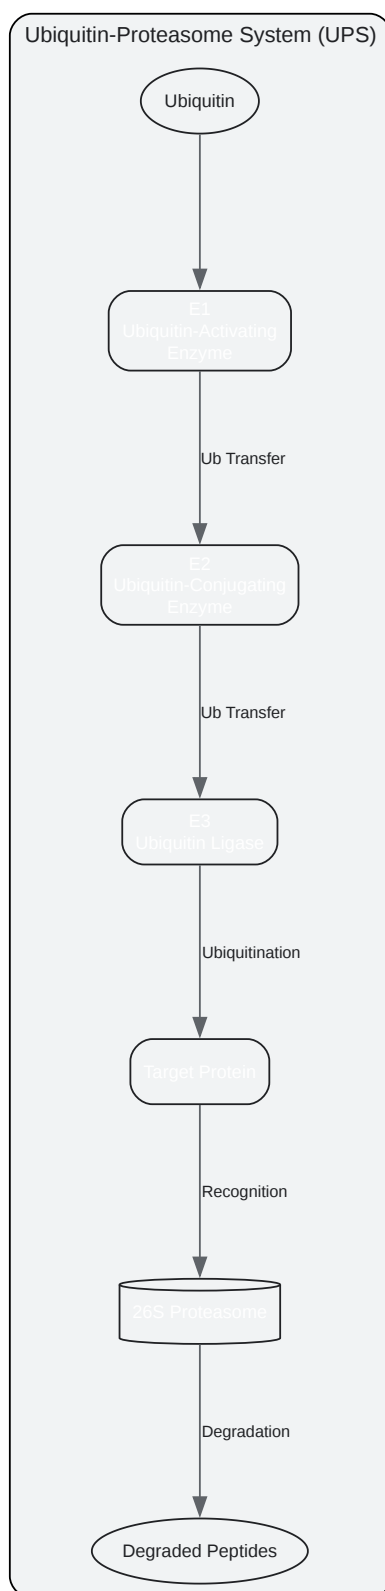 Ubiquitin-Proteasome System (UPS)
Ubiquitin
E1
Ubiquitin-Activating
Enzyme
Ub Transfer
E2
Ubiquitin-Conjugating
Enzyme
Ub Transfer
E3
Ubiquitin Ligase
Ubiquitination
Target Protein
Recognition
26S Proteasome
Degradation
Degraded Peptides